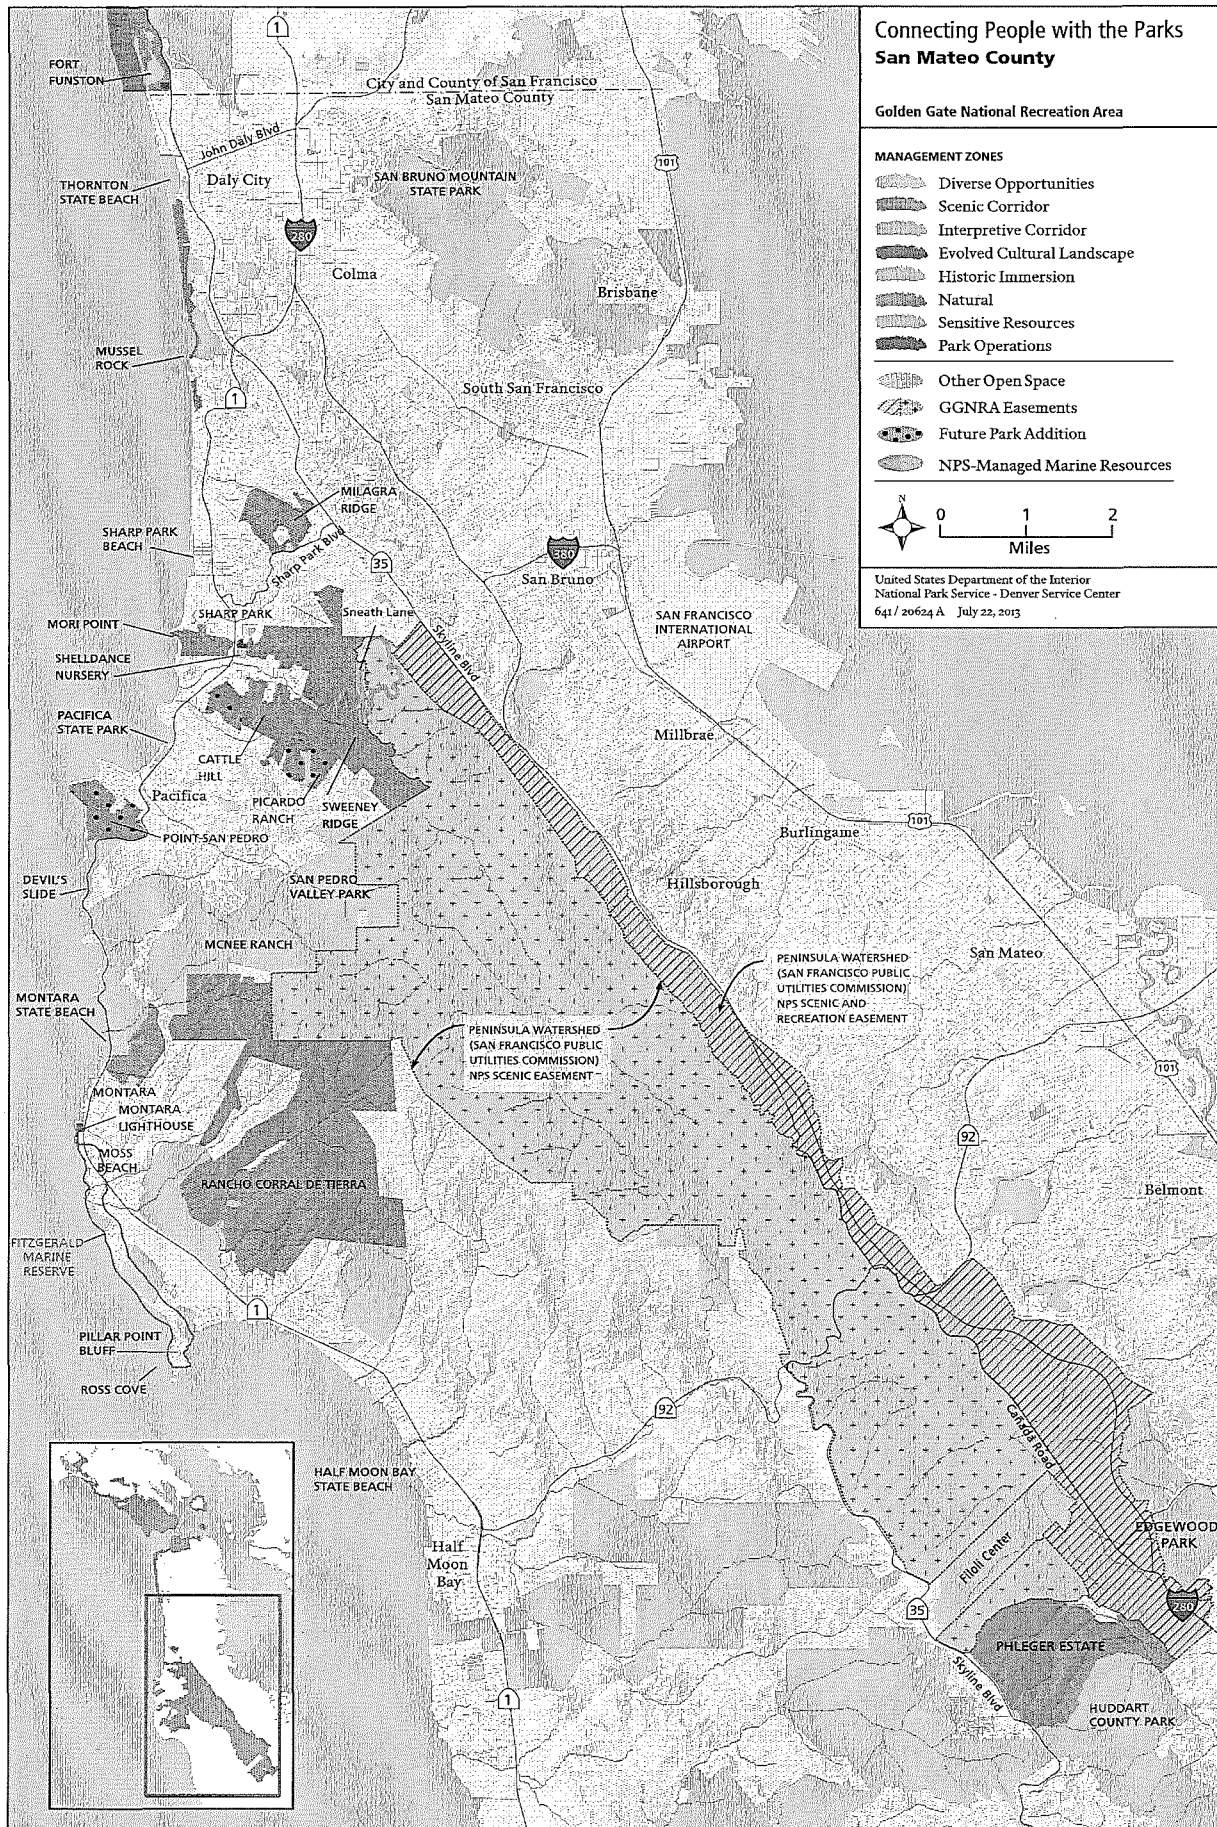 Connecting People with the Parks
San Mateo County
Golden Gate National Recreation Area
MANAGEMENT ZONES
Diverse Opportunities
Scenic Corridor
Interpretive Corridor
Evolved Cultural Landscape
Historic Immersion
Natural
Sensitive Resources
Park Operations
Other Open Space
GGNRA Easements
Future Park Addition
NPS-Managed Marine Resources
N
0 1 2
Miles
United States Department of the Interior
National Park Service - Denver Service Center
641 / 20624 A July 22, 2013
1
FORT
FUNSTON
City and County of San Francisco
San Mateo County
John Daly Blvd
101
THORNTON
STATE BEACH
Daly City
SAN BRUNO MOUNTAIN
STATE PARK
280
Colma
Brisbane
MUSSEL
ROCK
1
South San Francisco
MILAGRA
RIDGE
SHARP PARK
BEACH
Sharp Park Blvd
35
380
San Bruno
SHARP PARK
Sneath Lane
MORI POINT
Skyline Blvd
SAN FRANCISCO
INTERNATIONAL
AIRPORT
SHELLDANCE
NURSERY
PACIFICA
STATE PARK
Millbrae
CATTLE
HILL
Pacifica
PICARDO
RANCH
SWEENEY
RIDGE
101
Burlingame
POINT SAN PEDRO
DEVIL'S
SLIDE
SAN PEDRO
VALLEY PARK
Hillsborough
MCNEE RANCH
San Mateo
PENINSULA WATERSHED
(SAN FRANCISCO PUBLIC
UTILITIES COMMISSION)
NPS SCENIC AND
RECREATION EASEMENT
MONTARA
STATE BEACH
PENINSULA WATERSHED
(SAN FRANCISCO PUBLIC
UTILITIES COMMISSION)
NPS SCENIC EASEMENT
101
MONTARA
MONTARA
LIGHTHOUSE
92
MOSS
BEACH
RANCHO CORRAL DE TIERRA
Belmont
FITZGERALD
MARINE
RESERVE
1
PILLAR POINT
BLUFF
ROSS COVE
92
Cañada Road
HALF MOON BAY
STATE BEACH
EDGEWOOD
PARK
Half
Moon
Bay
Filoli Center
280
35
PHLEGER ESTATE
Skyline Blvd
1
HUDDART
COUNTY PARK